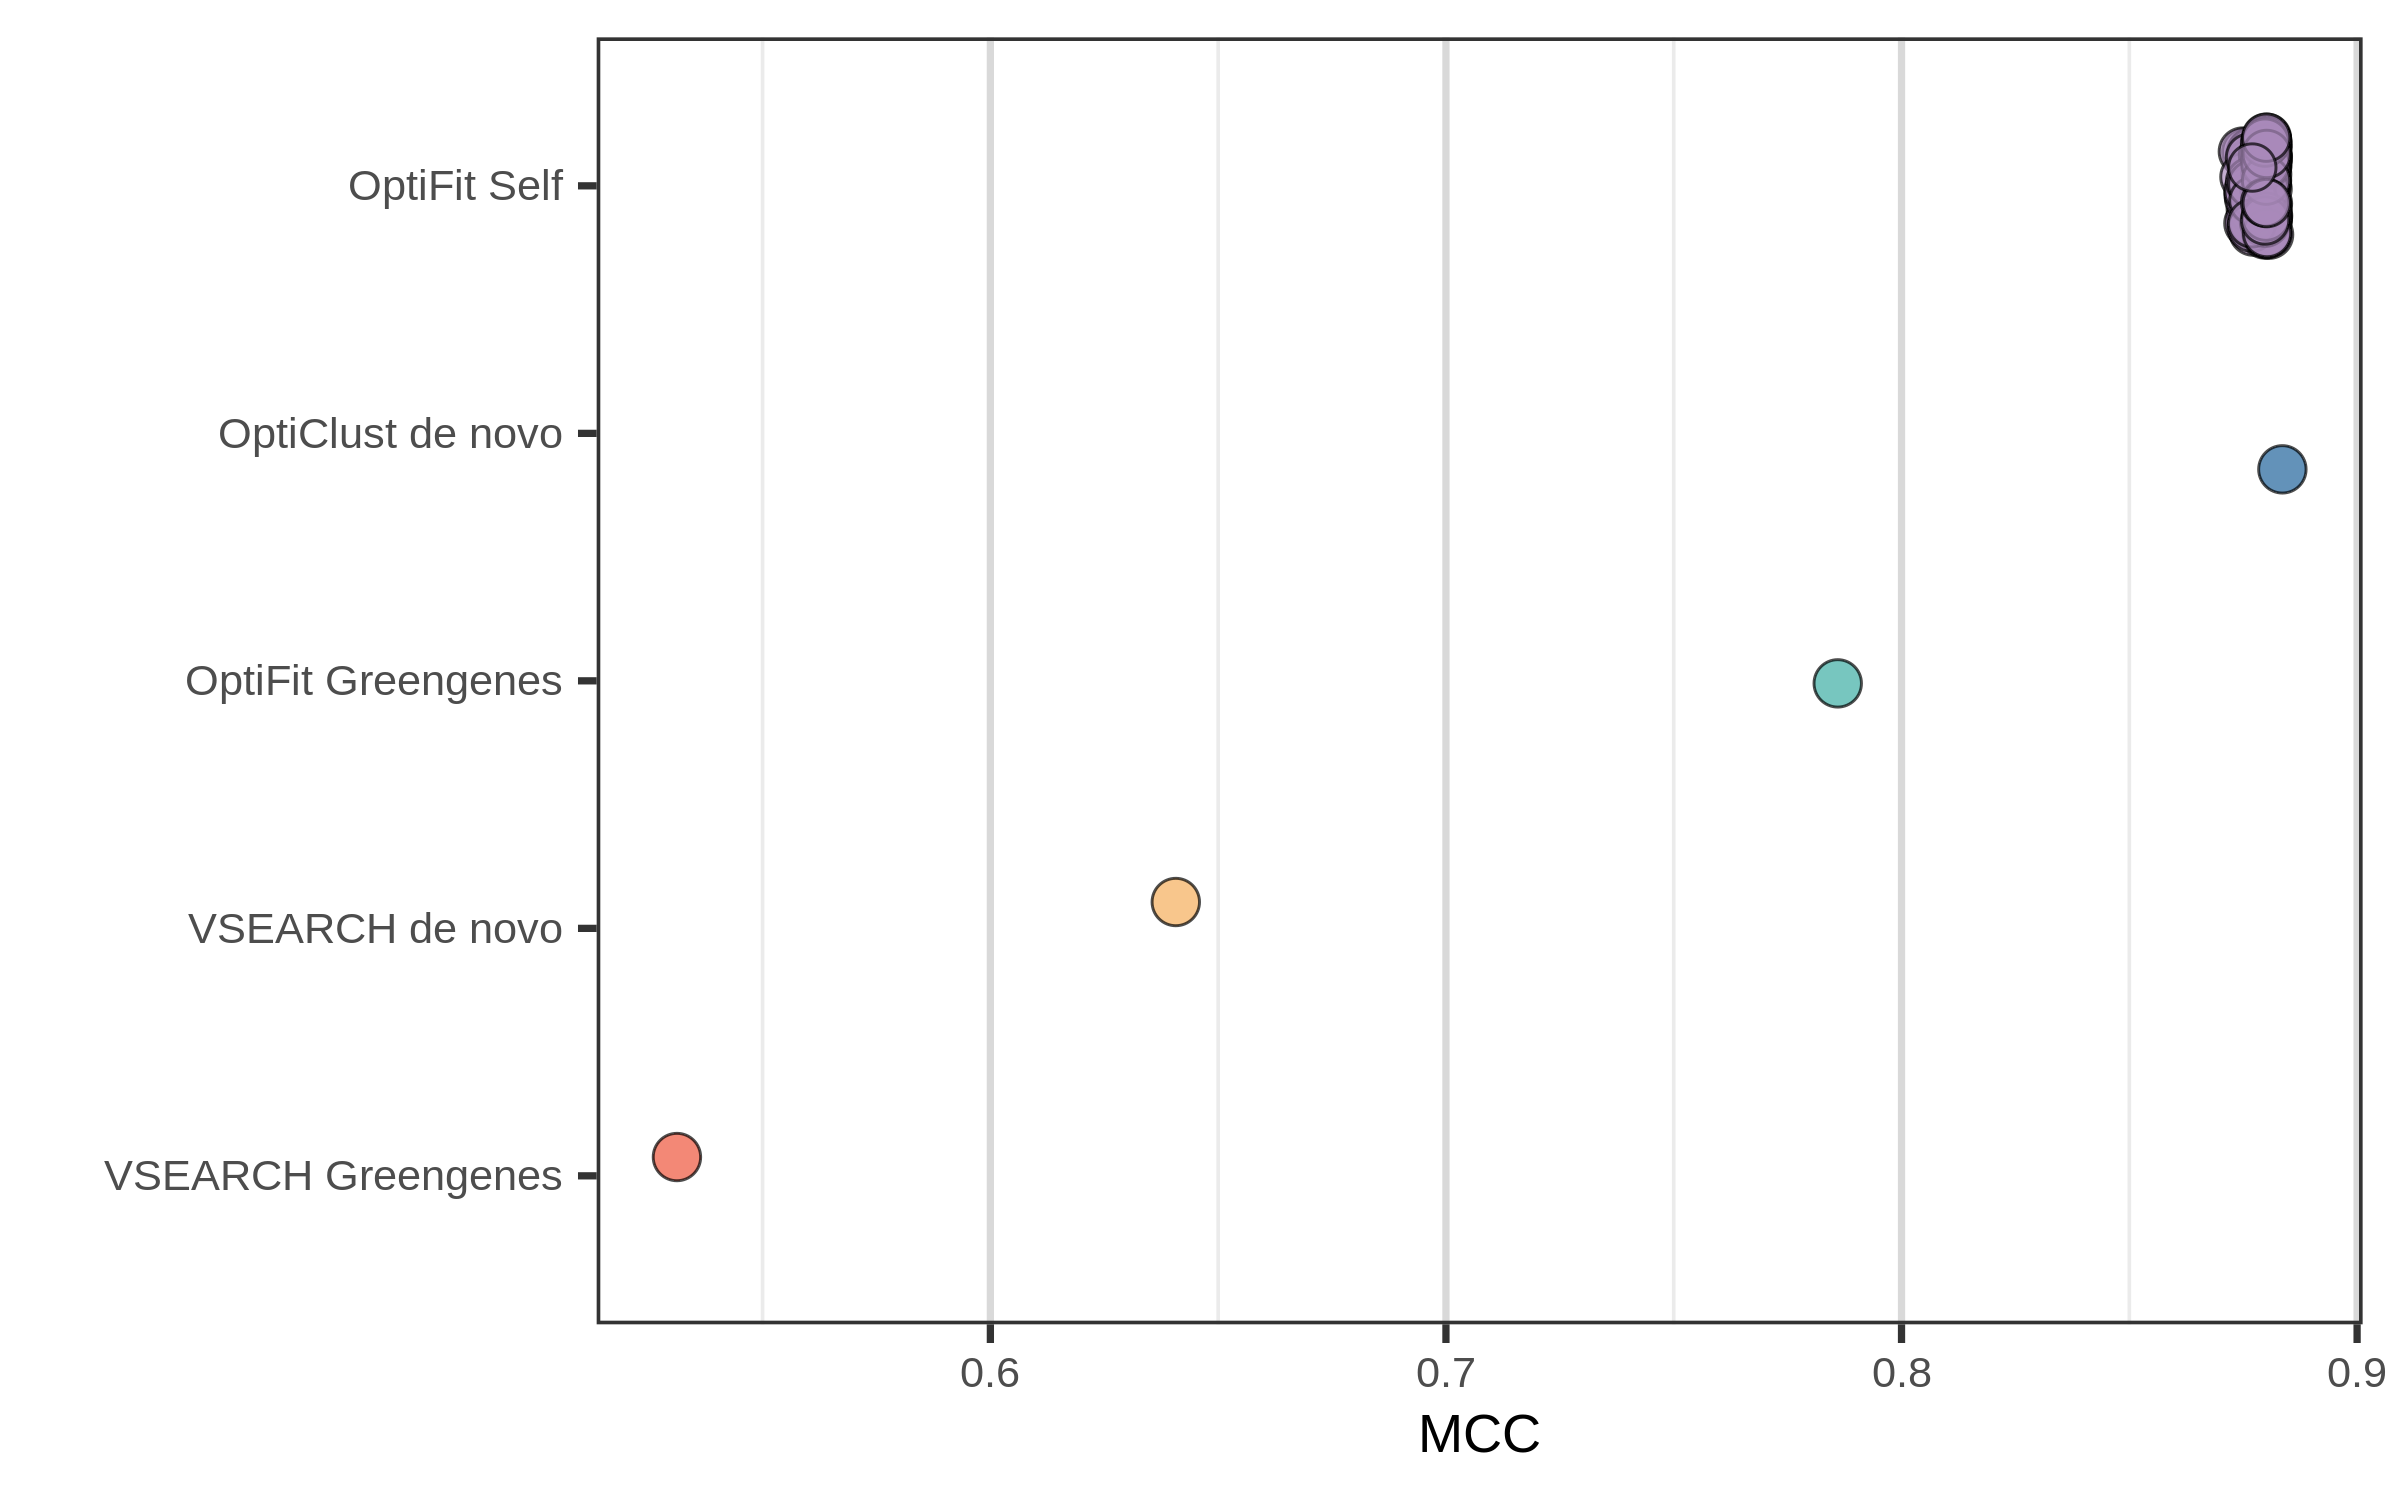 OptiFit Self
OptiClust de novo
OptiFit Greengenes
VSEARCH de novo
VSEARCH Greengenes
0.6 0.7 0.8 0.9
MCC